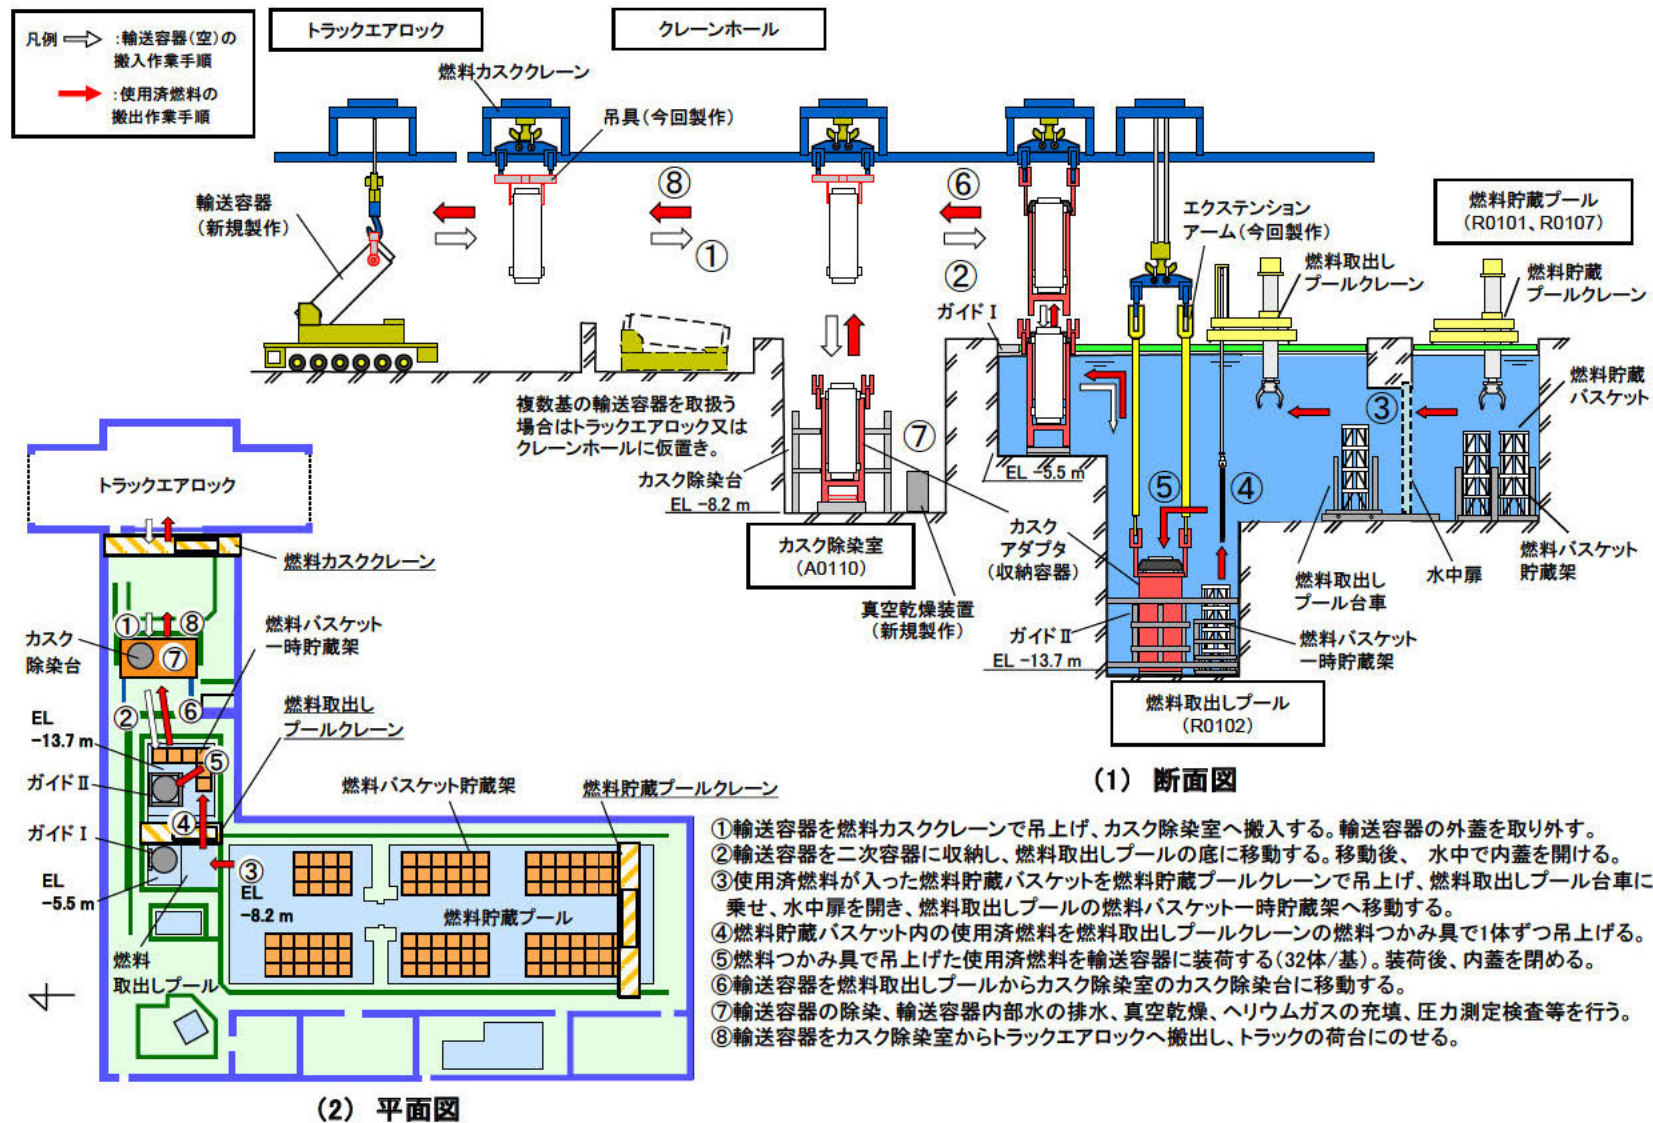 凡例 :輸送容器(空)の
搬入作業手順
:使用済燃料の
搬出作業手順
トラックエアロック
クレーンホール
燃料カスククレーン
吊具(今回製作)
輸送容器
(新規製作)
⑧
①
⑥
②
エクステンション
アーム(今回製作)
燃料貯蔵プール
(R0101、R0107)
燃料取出し
プールクレーン
燃料貯蔵
プールクレーン
ガイドⅠ
燃料貯蔵
バスケット
複数基の輸送容器を取扱う
場合はトラックエアロック又は
クレーンホールに仮置き。
カスク除染台
EL -8.2 m
⑦
③
EL -5.5 m
⑤
④
カスク除染室
(A0110)
カスク
アダプタ
(収納容器)
真空乾燥装置
(新規製作)
ガイドⅡ
EL -13.7 m
燃料取出し
プール台車
水中扉
燃料バスケット
貯蔵架
燃料バスケット
一時貯蔵架
燃料取出しプール
(R0102)
(1) 断面図
トラックエアロック
燃料カスククレーン
① ⑧
カスク
除染台
⑦
燃料バスケット
一時貯蔵架
② ⑥
燃料取出し
プールクレーン
EL
-13.7 m
⑤
ガイドⅡ
④
ガイドⅠ
③
EL
-5.5 m
EL
-8.2 m
燃料バスケット貯蔵架
燃料貯蔵プールクレーン
燃料貯蔵プール
燃料
取出しプール
(2) 平面図
①輸送容器を燃料カスククレーンで吊上げ、カスク除染室へ搬入する。輸送容器の外蓋を取り外す。
②輸送容器を二次容器に収納し、燃料取出しプールの底に移動する。移動後、 水中で内蓋を開ける。
③使用済燃料が入った燃料貯蔵バスケットを燃料貯蔵プールクレーンで吊上げ、燃料取出しプール台車に
乗せ、水中扉を開き、燃料取出しプールの燃料バスケット一時貯蔵架へ移動する。
④燃料貯蔵バスケット内の使用済燃料を燃料取出しプールクレーンの燃料つかみ具で1体ずつ吊上げる。
⑤燃料つかみ具で吊上げた使用済燃料を輸送容器に装荷する(32体/基)。装荷後、内蓋を閉める。
⑥輸送容器を燃料取出しプールからカスク除染室のカスク除染台に移動する。
⑦輸送容器の除染、輸送容器内部水の排水、真空乾燥、ヘリウムガスの充填、圧力測定検査等を行う。
⑧輸送容器をカスク除染室からトラックエアロックへ搬出し、トラックの荷台にのせる。